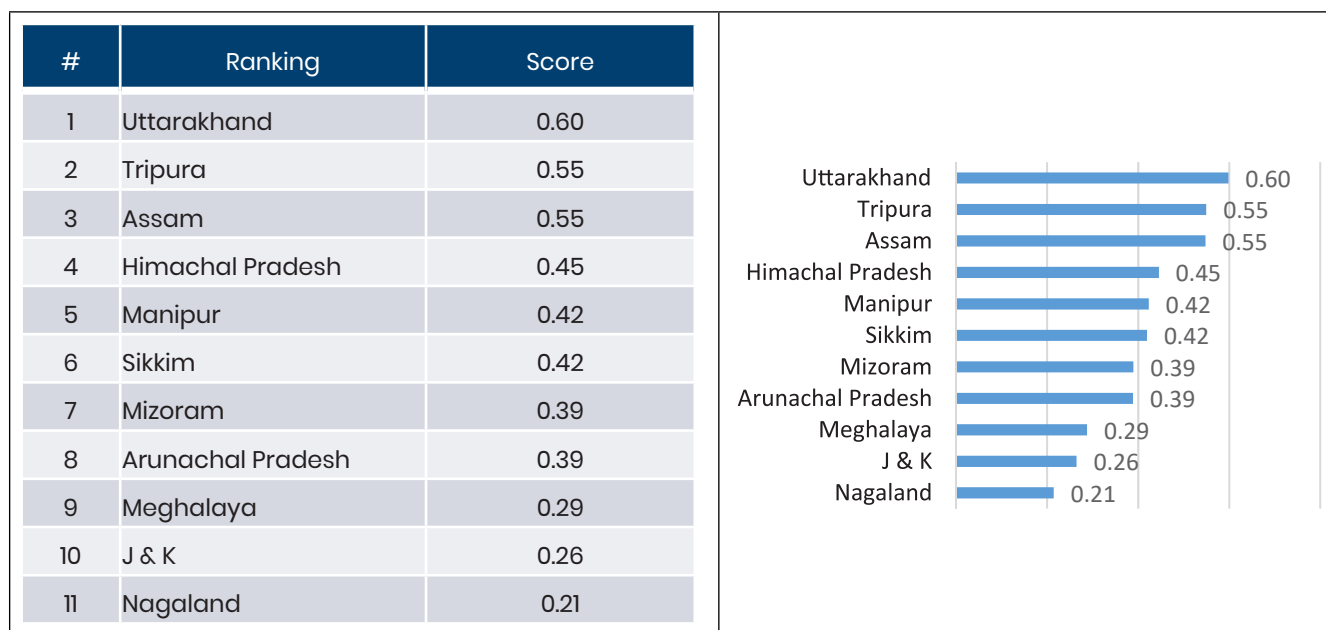 # Ranking Score
1 Uttarakhand 0.60
2 Tripura 0.55
3 Assam 0.55
4 Himachal Pradesh 0.45
5 Manipur 0.42
6 Sikkim 0.42
7 Mizoram 0.39
8 Arunachal Pradesh 0.39
9 Meghalaya 0.29
10 J & K 0.26
11 Nagaland 0.21
Uttarakhand 0.60
Tripura 0.55
Assam 0.55
Himachal Pradesh 0.45
Manipur 0.42
Sikkim 0.42
Mizoram 0.39
Arunachal Pradesh 0.39
Meghalaya 0.29
J & K 0.26
Nagaland 0.21